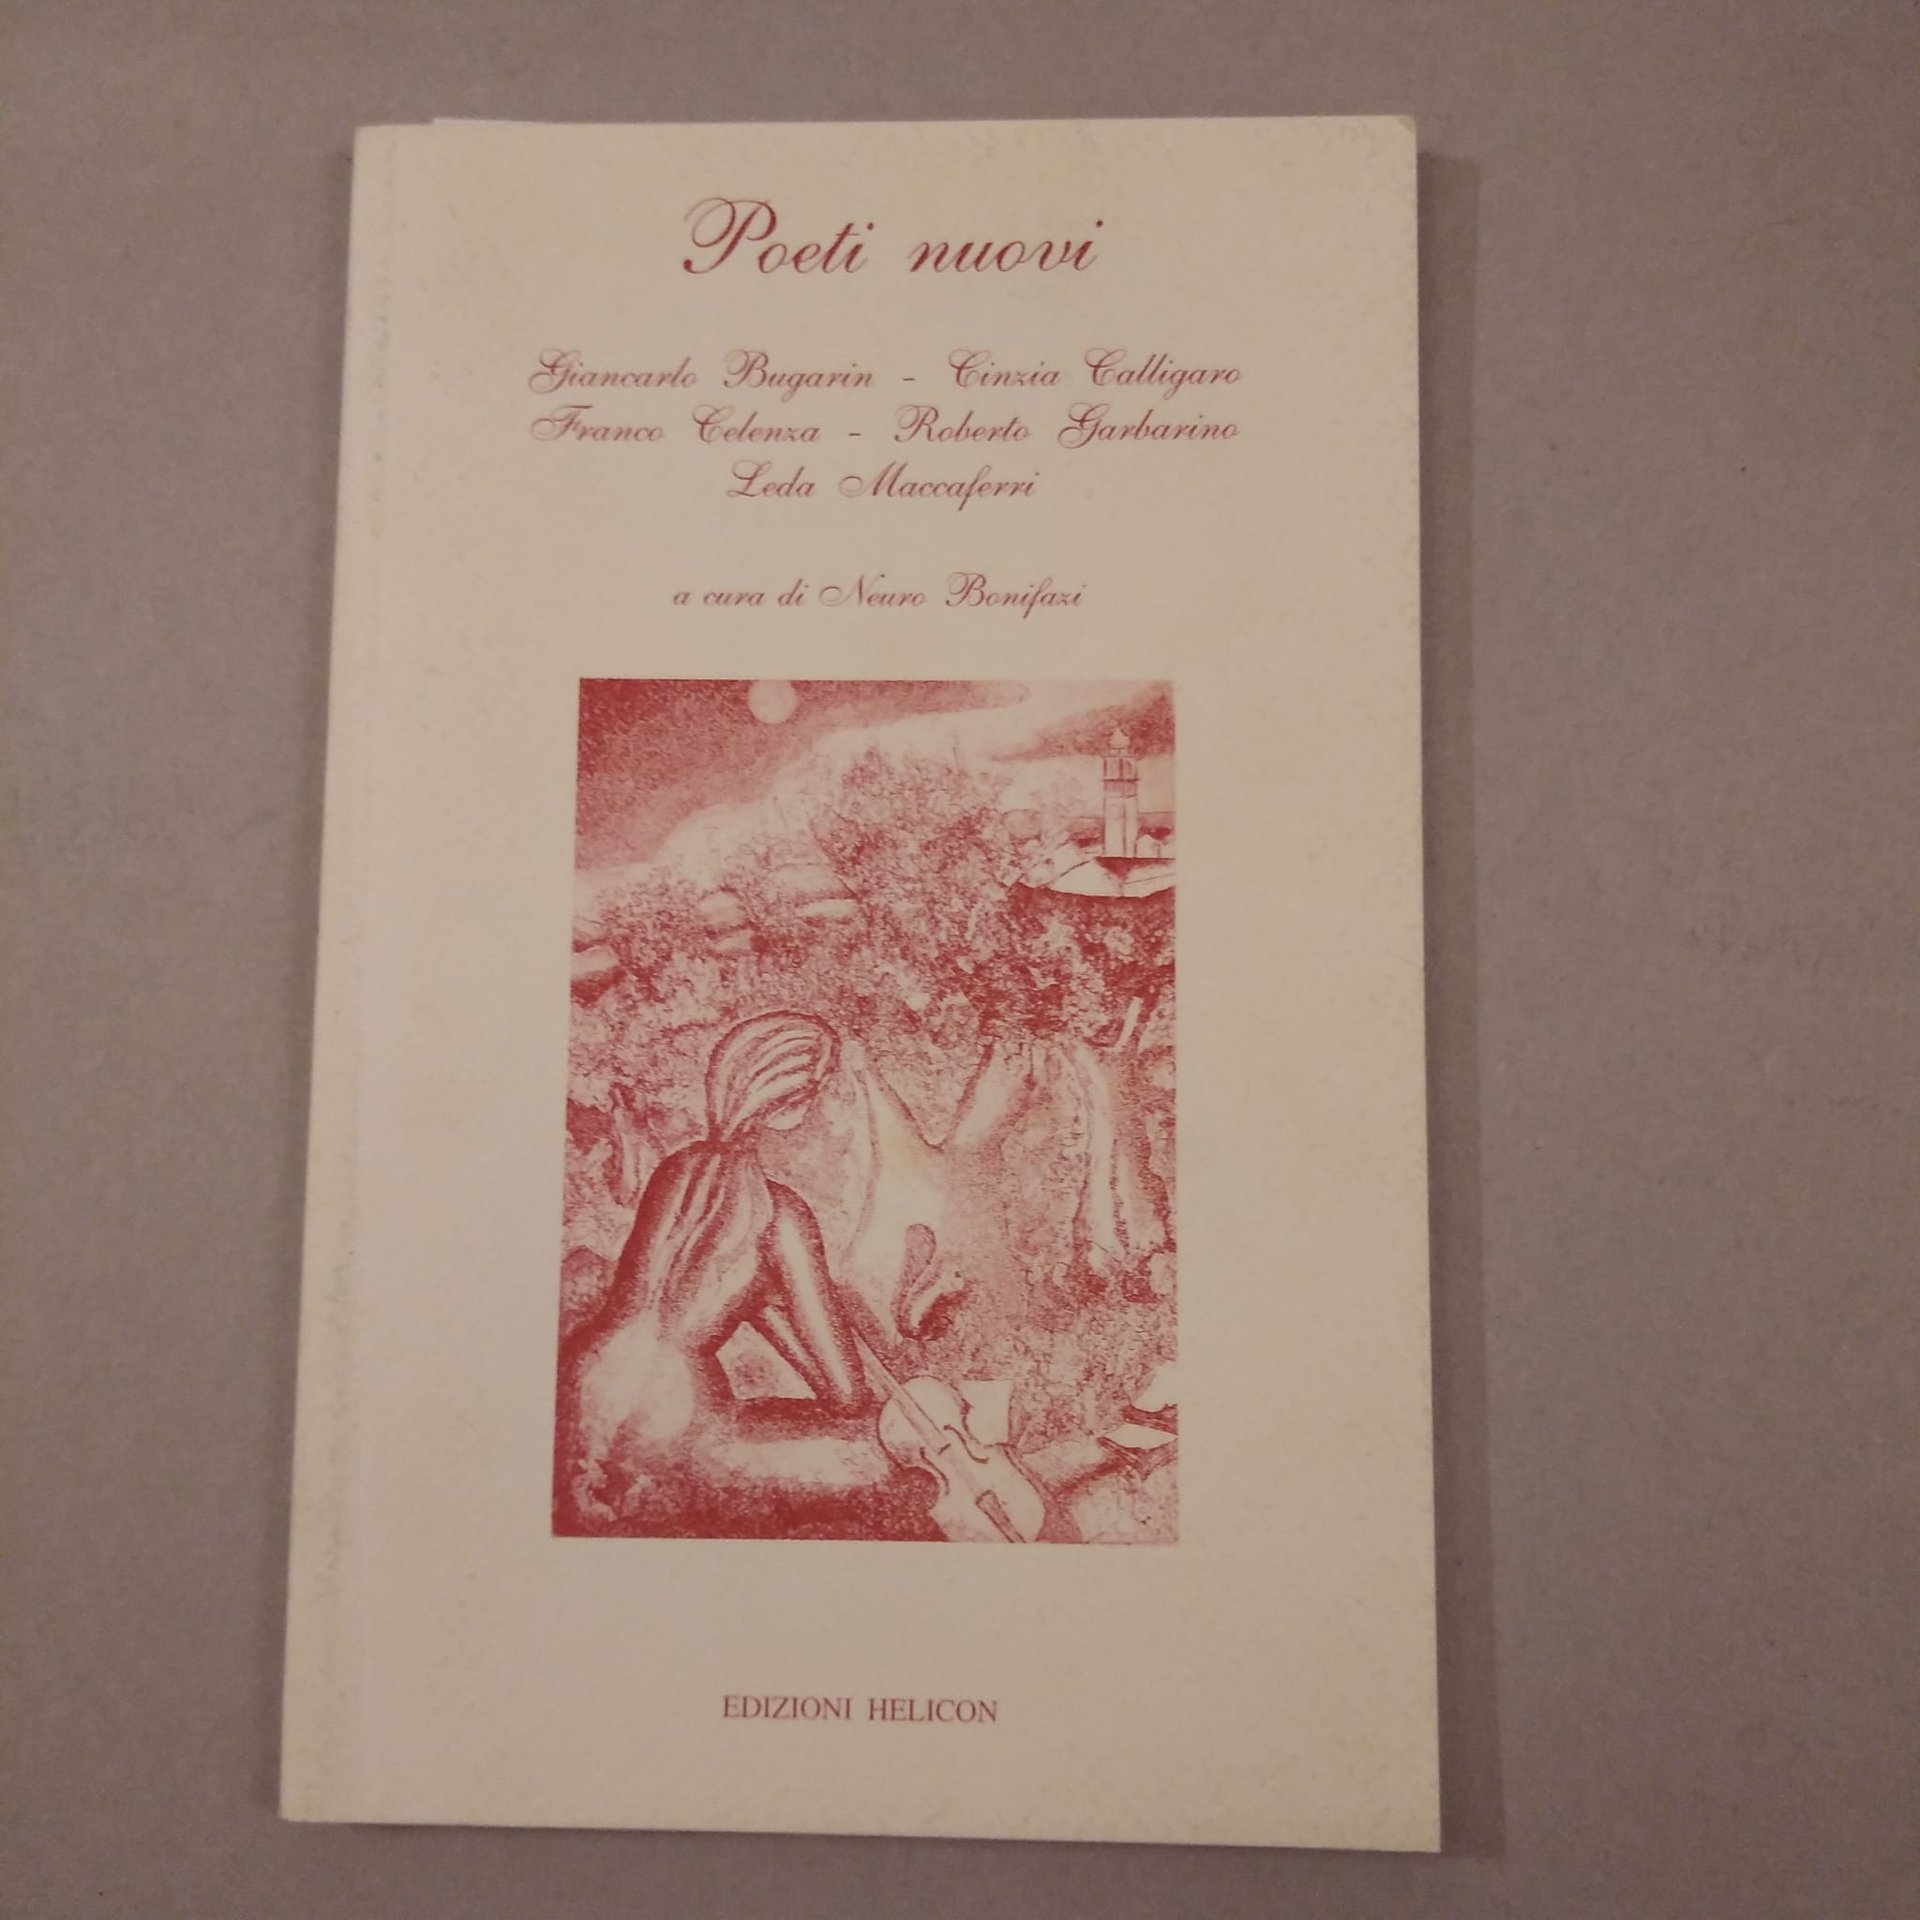 Poeti nuovi
Giancarlo Bugarin - Cinzia Calligaro
Franco Celenza - Roberto Garbarino
Leda Maccaferri
a cura di Neuro Bonifazi
EDIZIONI HELICON